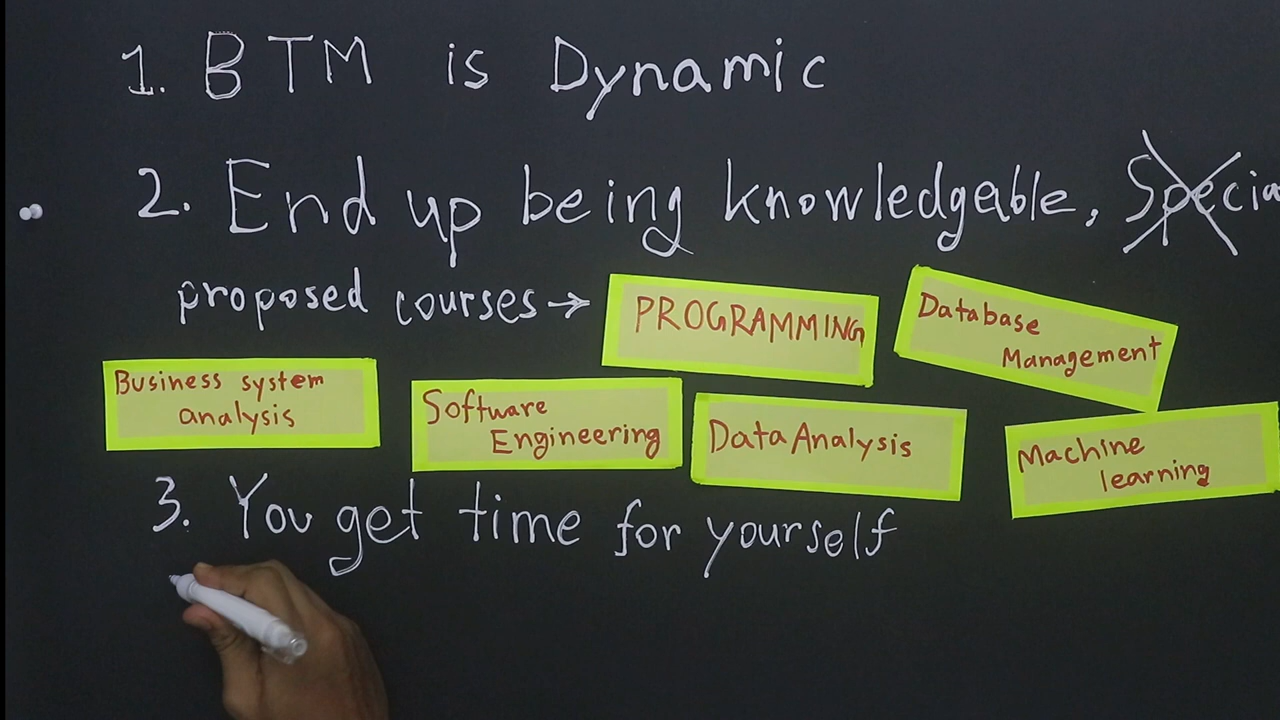 1. BTM is Dynamic
2. End up being knowledgable, Specia
proposed courses →
PROGRAMMING
Database
Management
Business system
analysis
Software
Engineering
Data Analysis
Machine
learning
3. You get time for yourself